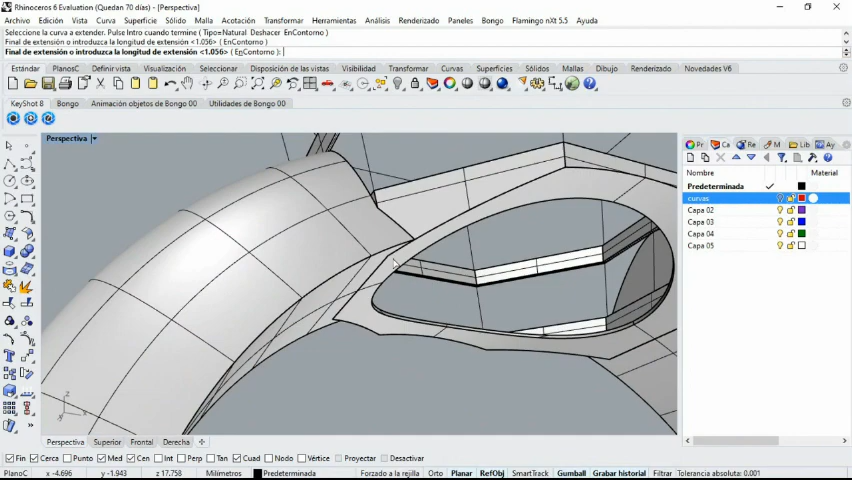 Rhinoceros 6 Evaluation (Quedan 70 días) - [Perspectiva]
Archivo Edición Vista Curva Superficie Sólido Malla Acotación Transformar Herramientas Análisis Renderizado Paneles Bongo Flamingo nXt 5.5 Ayuda
Seleccione la curva a extender. Pulse Intro cuando termine ( Tipo=Natural Deshacer EnContorno )
Final de extensión o introduzca la longitud de extensión <1.056> ( EnContorno )
Final de extensión o introduzca la longitud de extensión <1.056> ( EnContorno ):
Estándar PlanosC Definir vista Visualización Seleccionar Disposición de las vistas Visibilidad Transformar Curvas Superficies Sólidos Mallas Dibujo Renderizado Novedades V6
KeyShot 8 Bongo Animación objetos de Bongo 00 Utilidades de Bongo 00
Perspectiva
Pr Ca Re M Lib Ay
Nombre Material
Predeterminada
curvas
Capa 02
Capa 03
Capa 04
Capa 05
z
x
Perspectiva Superior Frontal Derecha
Fin Cerca Punto Med Cen Int Perp Tan Cuad Nodo Vértice Proyectar Desactivar
PlanoC x -4.696 y -1.943 z 17.758 Milímetros Predeterminada Forzado a la rejilla Orto Planar RefObj SmartTrack Gumball Grabar historial Filtrar Tolerancia absoluta: 0.001